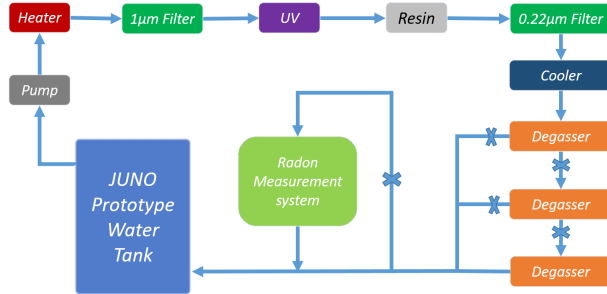 Heater
1µm Filter
UV
Resin
0.22µm Filter
Cooler
Pump
Degasser
JUNO
Prototype
Water
Tank
Radon
Measurement
system
Degasser
Degasser